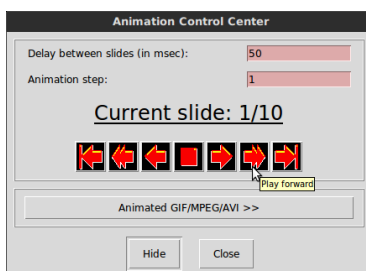 Animation Control Center
Delay between slides (in msec): 50
Animation step: 1
Current slide: 1/10
Play forward
Animated GIF/MPEG/AVI >>
Hide Close